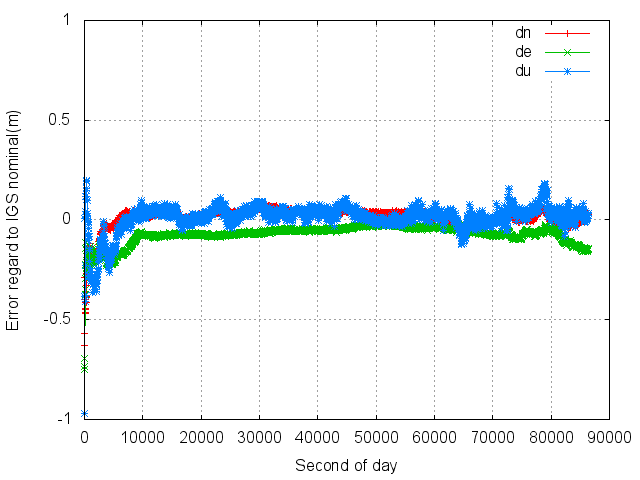 1
dn
de
du
0.5
0
-0.5
-1
Error regard to IGS nominal(m)
0 10000 20000 30000 40000 50000 60000 70000 80000 90000
Second of day